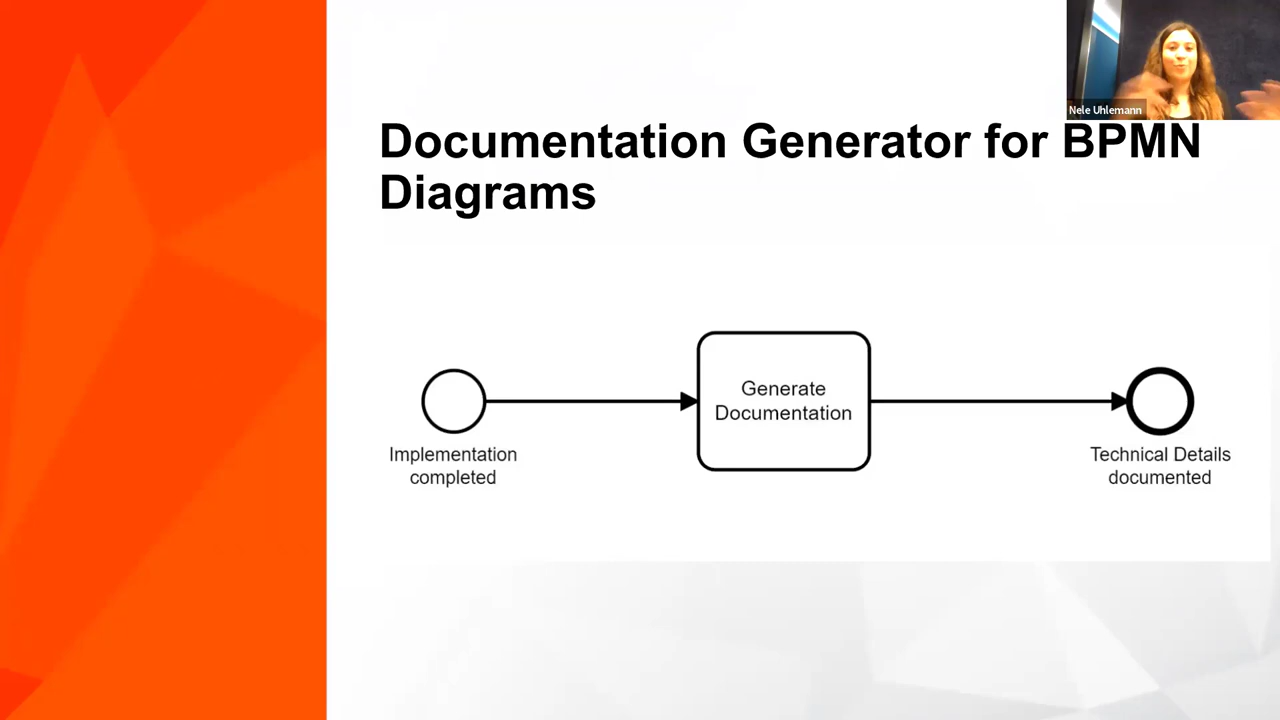 Nele Uhlemann
Documentation Generator for BPMN
Diagrams
Generate
Documentation
Implementation
completed
Technical Details
documented